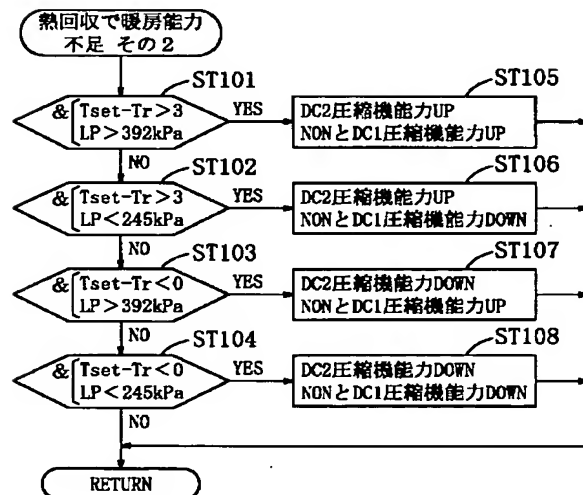 熱回収で暖房能力
不足 その2
ST101
& Tset-Tr>3
LP>392kPa
YES
NO
ST105
DC2圧縮機能力UP
NONとDC1圧縮機能力UP
ST102
& Tset-Tr>3
LP<245kPa
YES
NO
ST106
DC2圧縮機能力UP
NONとDC1圧縮機能力DOWN
ST103
& Tset-Tr<0
LP>392kPa
YES
NO
ST107
DC2圧縮機能力DOWN
NONとDC1圧縮機能力UP
ST104
& Tset-Tr<0
LP<245kPa
YES
NO
ST108
DC2圧縮機能力DOWN
NONとDC1圧縮機能力DOWN
RETURN